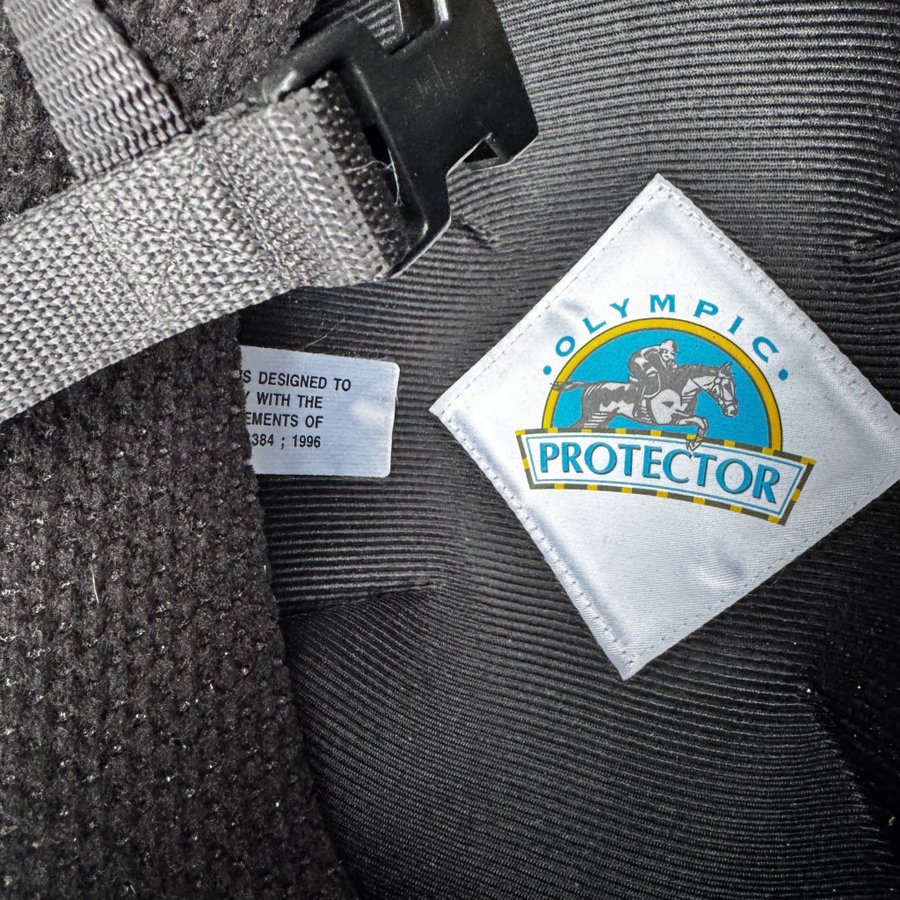 S DESIGNED TO
WITH THE
EMENTS OF
384 ; 1996
• OLYMPIC •
PROTECTOR